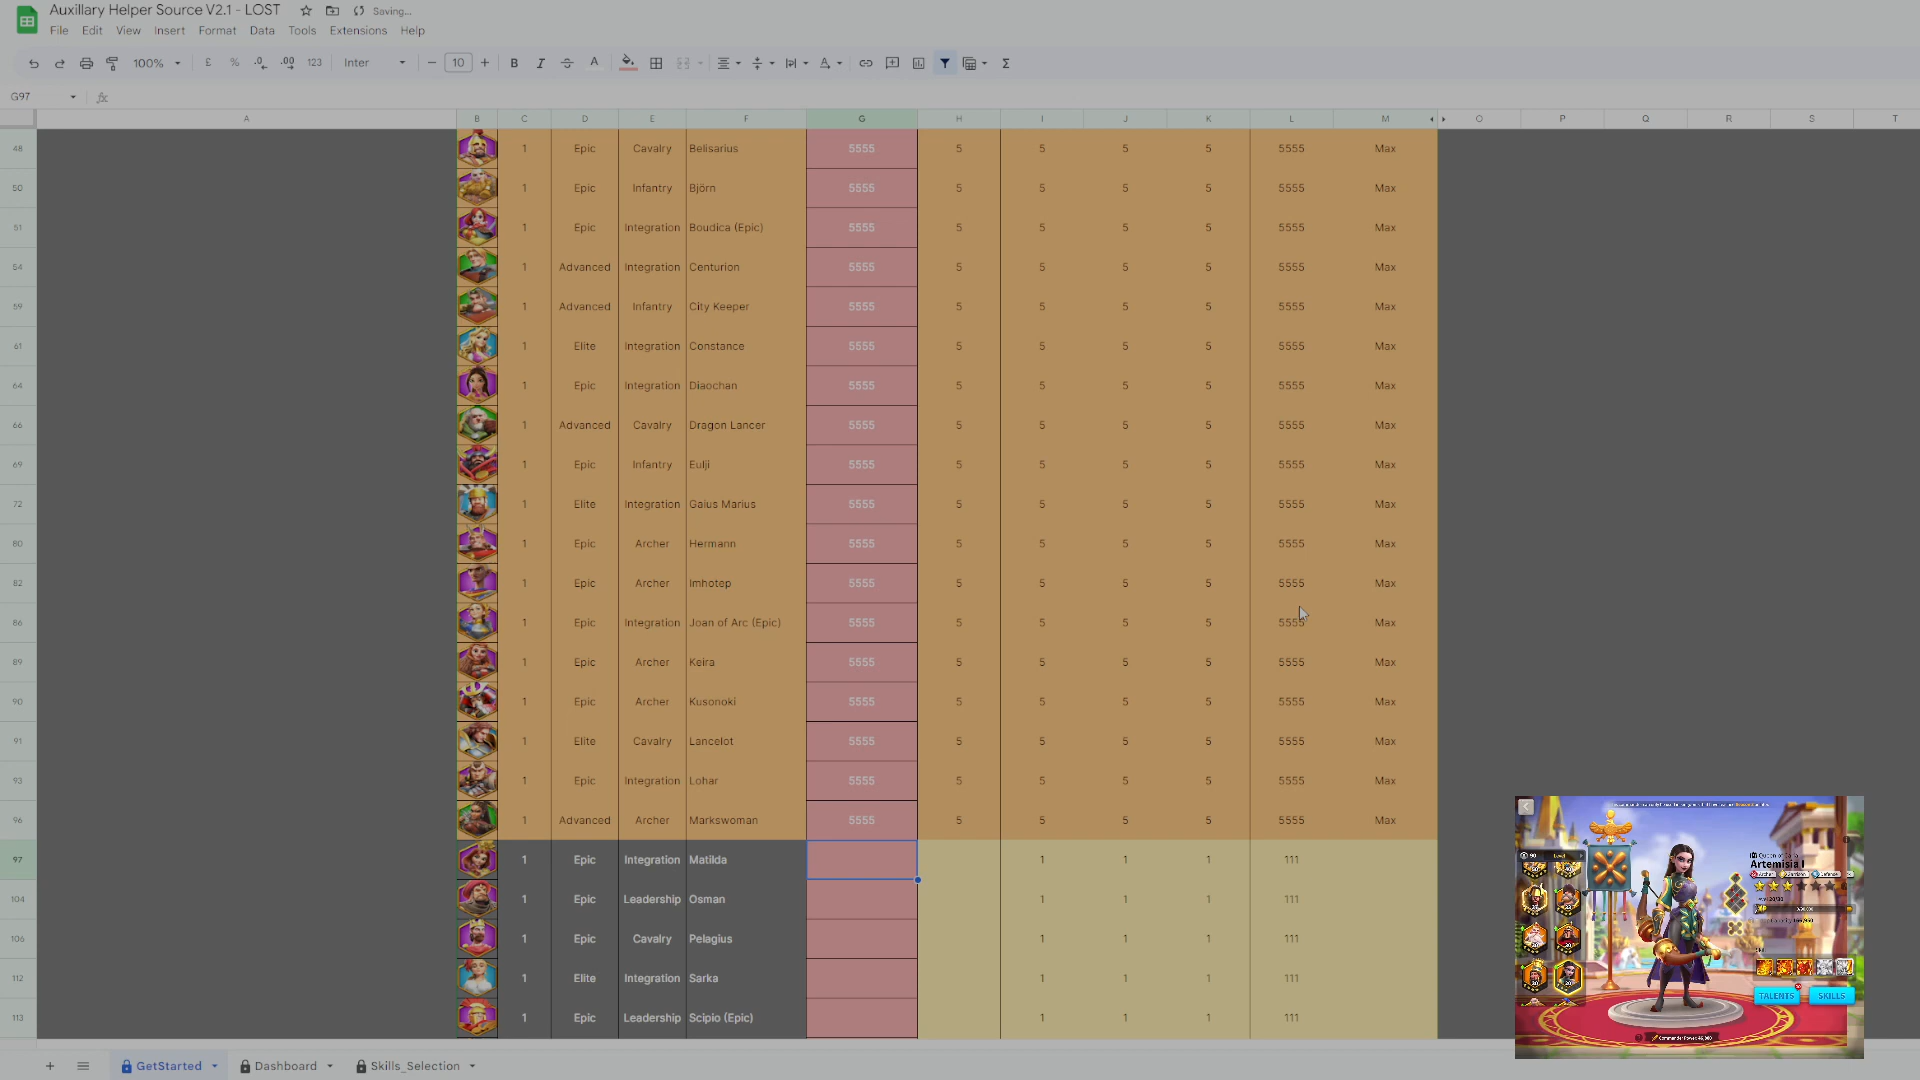 Auxillary Helper Source V2.1 - LOST Saving...
File Edit View Insert Format Data Tools Extensions Help
100% £ % .0 .00 123 Inter 10
G97
A B C D E F G H I J K L M O P Q R S T
48 1 Epic Cavalry Belisarius 5555 5 5 5 5 5555 Max
50 1 Epic Infantry Björn 5555 5 5 5 5 5555 Max
51 1 Epic Integration Boudica (Epic) 5555 5 5 5 5 5555 Max
54 1 Advanced Integration Centurion 5555 5 5 5 5 5555 Max
59 1 Advanced Infantry City Keeper 5555 5 5 5 5 5555 Max
61 1 Elite Integration Constance 5555 5 5 5 5 5555 Max
64 1 Epic Integration Diaochan 5555 5 5 5 5 5555 Max
66 1 Advanced Cavalry Dragon Lancer 5555 5 5 5 5 5555 Max
69 1 Epic Infantry Eulji 5555 5 5 5 5 5555 Max
72 1 Elite Integration Gaius Marius 5555 5 5 5 5 5555 Max
80 1 Epic Archer Hermann 5555 5 5 5 5 5555 Max
82 1 Epic Archer Imhotep 5555 5 5 5 5 5555 Max
86 1 Epic Integration Joan of Arc (Epic) 5555 5 5 5 5 5555 Max
89 1 Epic Archer Keira 5555 5 5 5 5 5555 Max
90 1 Epic Archer Kusonoki 5555 5 5 5 5 5555 Max
91 1 Elite Cavalry Lancelot 5555 5 5 5 5 5555 Max
93 1 Epic Integration Lohar 5555 5 5 5 5 5555 Max
96 1 Advanced Archer Markswoman 5555 5 5 5 5 5555 Max
97 1 Epic Integration Matilda 1 1 1 111
104 1 Epic Leadership Osman 1 1 1 111
106 1 Epic Cavalry Pelagius 1 1 1 111
112 1 Elite Integration Sarka 1 1 1 111
113 1 Epic Leadership Scipio (Epic) 1 1 1 111
90 Level
Queen of Caria
Artemisia I
Archer Garrison Defense
TALENTS SKILLS
Commander Power: 46,380
GetStarted Dashboard Skills_Selection